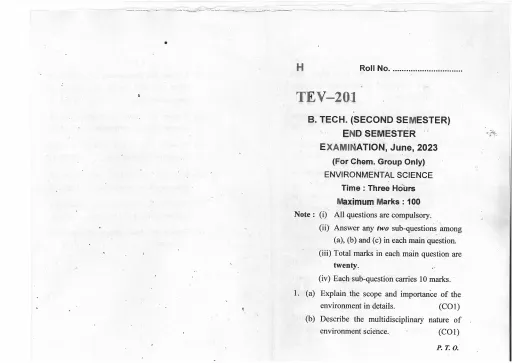 H Roll No. ..............................
TEV–201
B. TECH. (SECOND SEMESTER)
END SEMESTER
EXAMINATION, June, 2023
(For Chem. Group Only)
ENVIRONMENTAL SCIENCE
Time : Three Hours
Maximum Marks : 100
Note : (i) All questions are compulsory.
(ii) Answer any two sub-questions among
(a), (b) and (c) in each main question.
(iii) Total marks in each main question are
twenty.
(iv) Each sub-question carries 10 marks.
1. (a) Explain the scope and importance of the
environment in details. (CO1)
(b) Describe the multidisciplinary nature of
environment science. (CO1)
P. T. O.